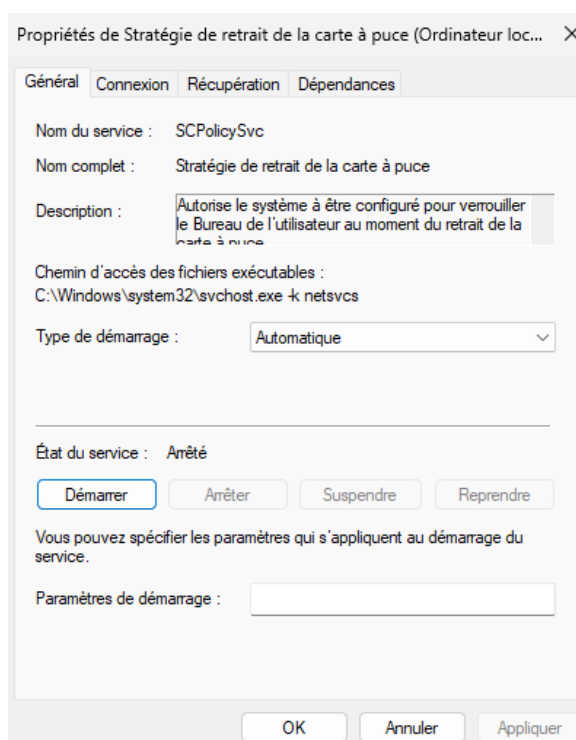 Propriétés de Stratégie de retrait de la carte à puce (Ordinateur loc...
Général Connexion Récupération Dépendances
Nom du service : SCPolicySvc
Nom complet : Stratégie de retrait de la carte à puce
Description : Autorise le système à être configuré pour verrouiller
le Bureau de l'utilisateur au moment du retrait de la
carte à puce
Chemin d'accès des fichiers exécutables :
C:\Windows\system32\svchost.exe -k netsvcs
Type de démarrage : Automatique
État du service : Arrêté
Démarrer Arrêter Suspendre Reprendre
Vous pouvez spécifier les paramètres qui s'appliquent au démarrage du
service.
Paramètres de démarrage :
OK Annuler Appliquer